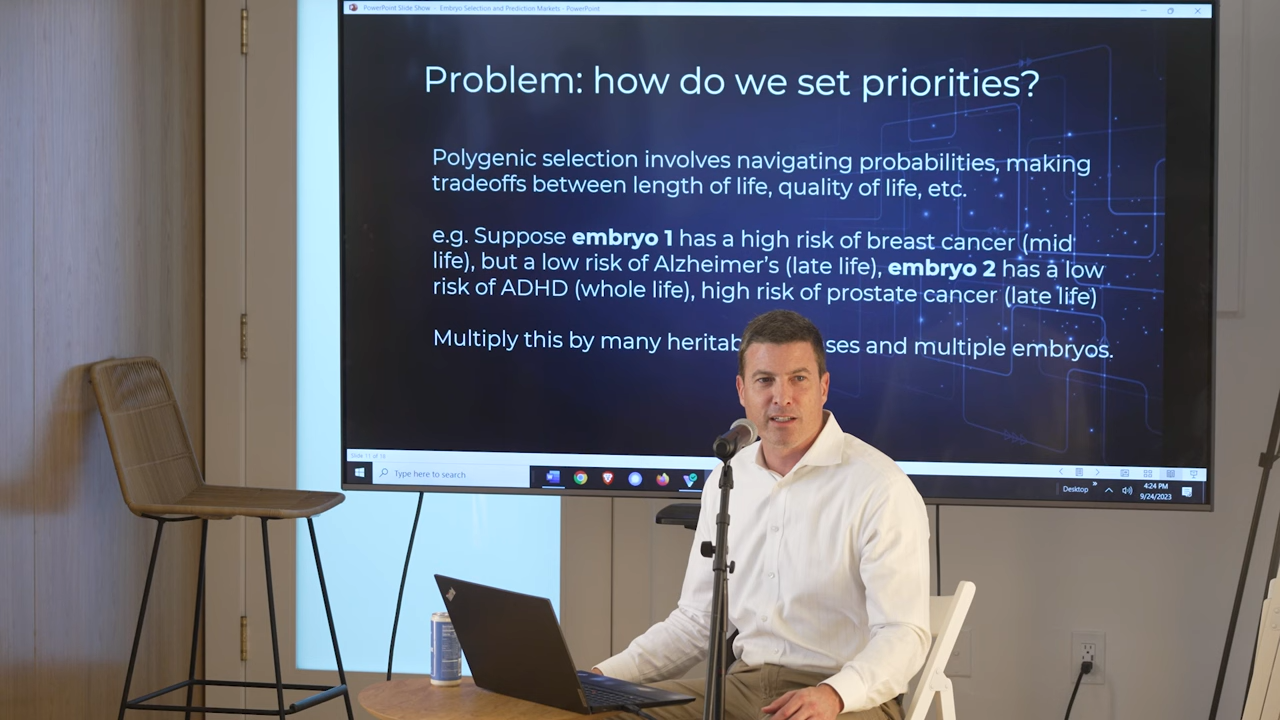 PowerPoint Slide Show - Embryo Selection and Prediction Markets - PowerPoint
Problem: how do we set priorities?
Polygenic selection involves navigating probabilities, making
tradeoffs between length of life, quality of life, etc.
e.g. Suppose embryo 1 has a high risk of breast cancer (mid
life), but a low risk of Alzheimer's (late life), embryo 2 has a low
risk of ADHD (whole life), high risk of prostate cancer (late life)
Multiply this by many heritab ses and multiple embryos.
Slide 11 of 16
Type here to search
Desktop
4:24 PM
9/24/2023